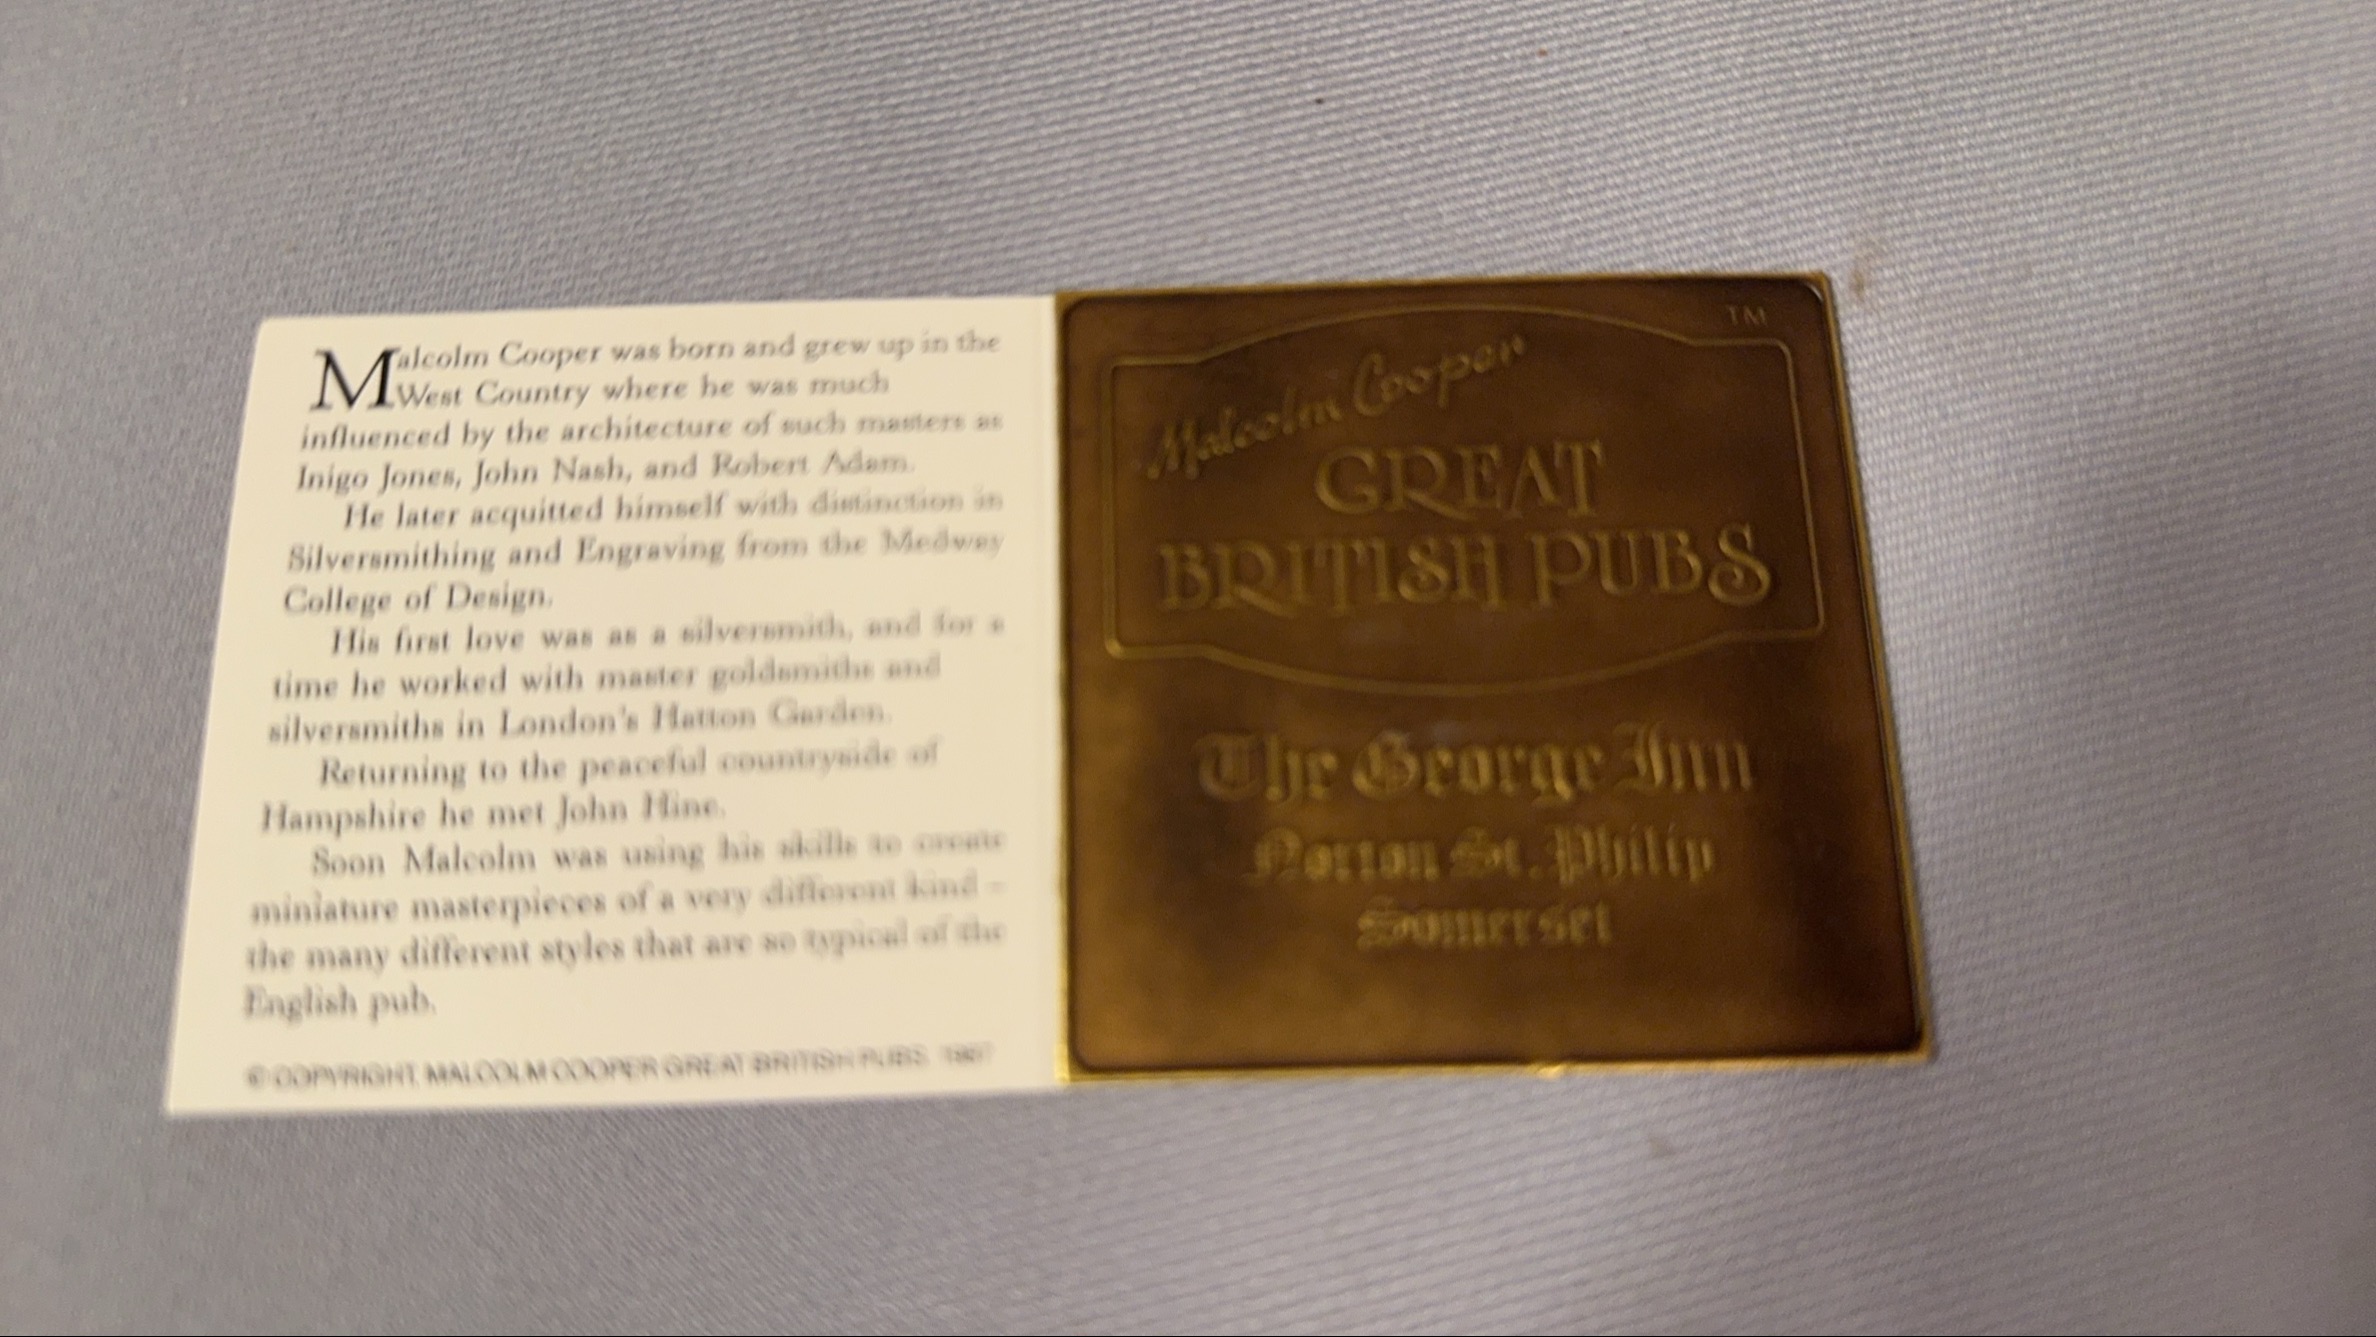 Malcolm Cooper was born and grew up in the
West Country where he was much
influenced by the architecture of such masters as
Inigo Jones, John Nash, and Robert Adam.
He later acquitted himself with distinction in
Silversmithing and Engraving from the Medway
College of Design.
His first love was as a silversmith, and for a
time he worked with master goldsmiths and
silversmiths in London's Hatton Garden.
Returning to the peaceful countryside of
Hampshire he met John Hine.
Soon Malcolm was using his skills to create
miniature masterpieces of a very different kind –
the many different styles that are so typical of the
English pub.
© COPYRIGHT MALCOLM COOPER GREAT BRITISH PUBS 1987
TM
Malcolm Cooper
GREAT
BRITISH PUBS
The George Inn
Norton St. Philip
Somerset